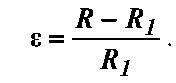 ε = (R − R₁) / R₁ .